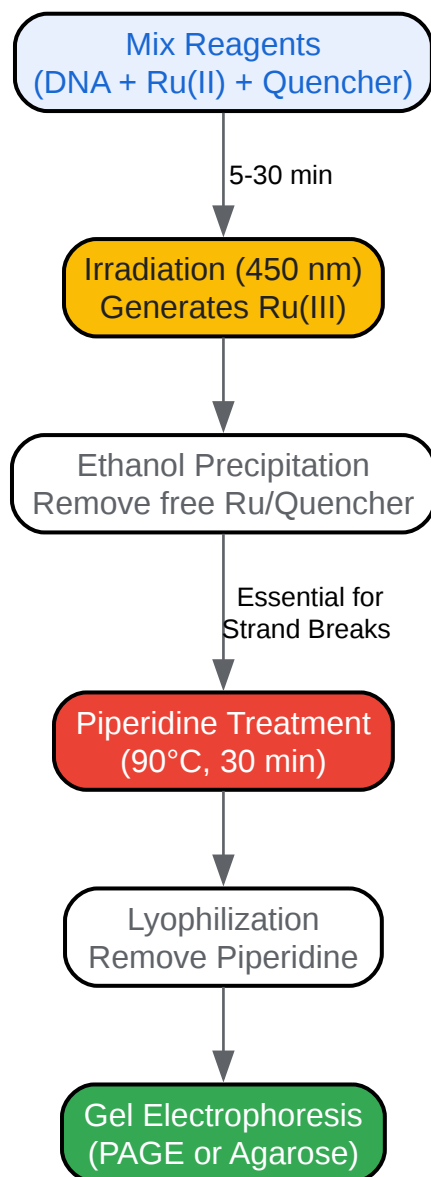 Mix Reagents
(DNA + Ru(II) + Quencher)
5-30 min
Irradiation (450 nm)
Generates Ru(III)
Ethanol Precipitation
Remove free Ru/Quencher
Essential for
Strand Breaks
Piperidine Treatment
(90°C, 30 min)
Lyophilization
Remove Piperidine
Gel Electrophoresis
(PAGE or Agarose)